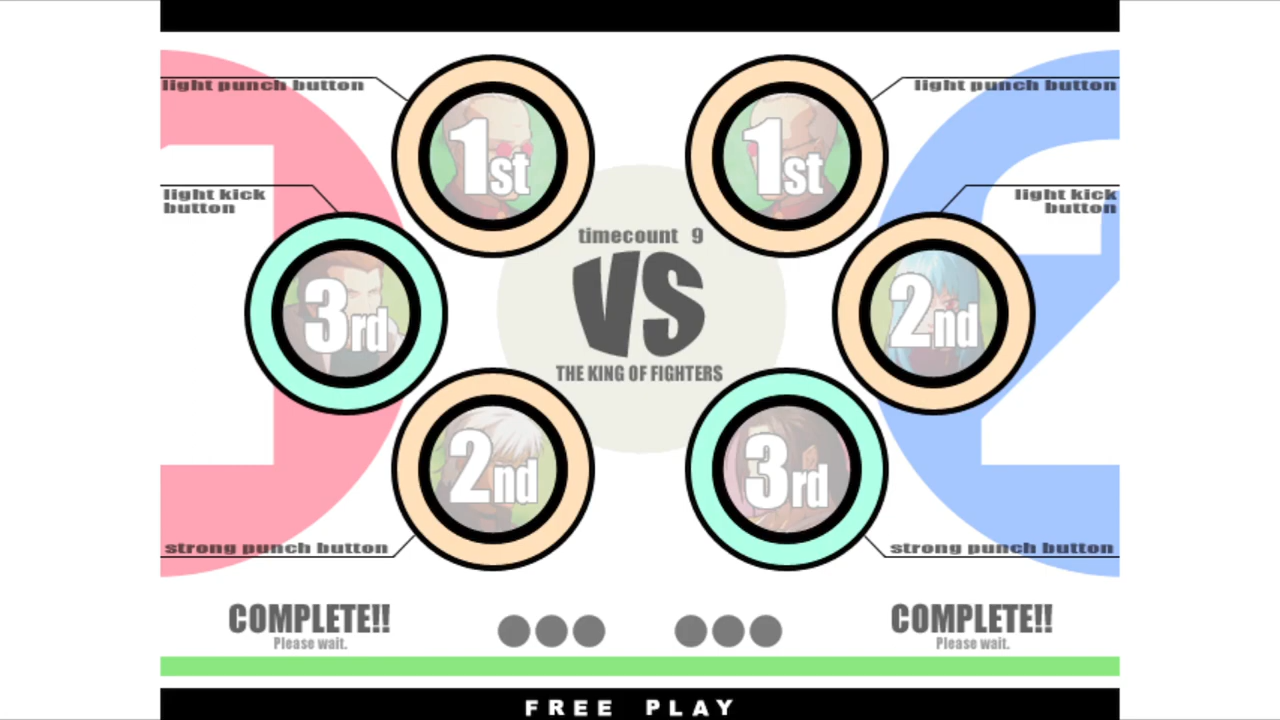 light punch button
1st
1st
light punch button
light kick
button
light kick
button
timecount 9
VS
THE KING OF FIGHTERS
3rd
2nd
2nd
3rd
strong punch button
strong punch button
COMPLETE!!
Please wait.
COMPLETE!!
Please wait.
FREE PLAY
1
2